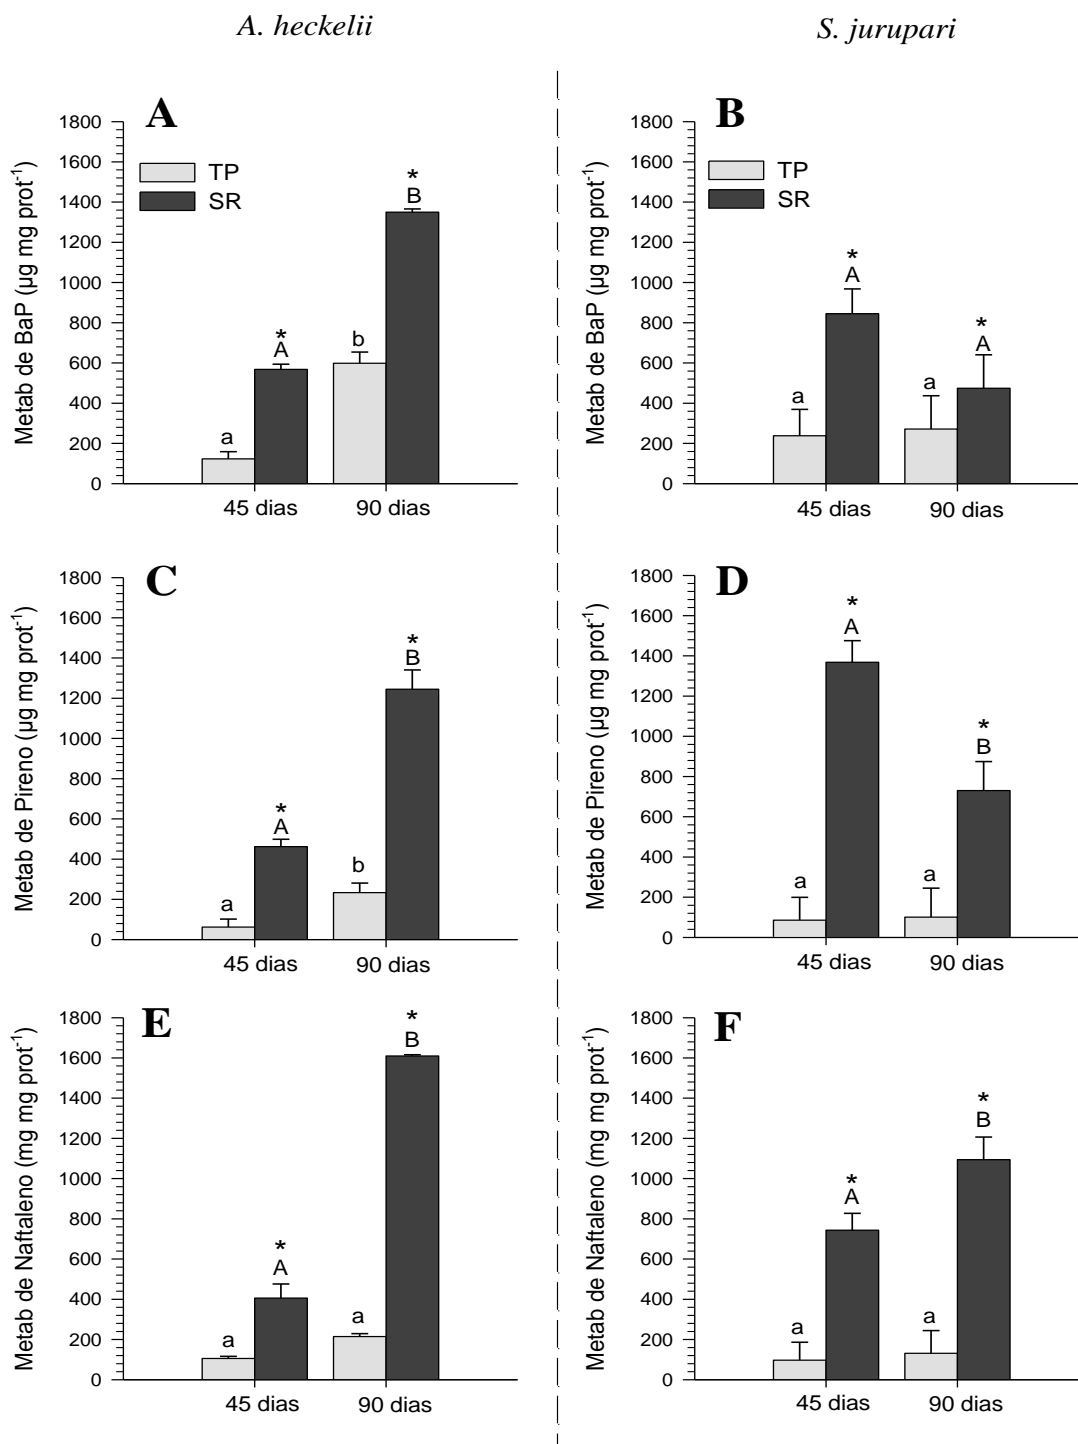 A. heckelii
S. jurupari
A
Metab de BaP (µg mg prot⁻¹)
1800
1600
1400
1200
1000
800
600
400
200
0
TP
SR
a
*
A
b
*
B
45 dias
90 dias
B
Metab de BaP (µg mg prot⁻¹)
1800
1600
1400
1200
1000
800
600
400
200
0
TP
SR
a
*
A
a
*
A
45 dias
90 dias
C
Metab de Pireno (µg mg prot⁻¹)
1800
1600
1400
1200
1000
800
600
400
200
0
a
*
A
b
*
B
45 dias
90 dias
D
Metab de Pireno (µg mg prot⁻¹)
1800
1600
1400
1200
1000
800
600
400
200
0
a
*
A
a
*
B
45 dias
90 dias
E
Metab de Naftaleno (mg mg prot⁻¹)
1800
1600
1400
1200
1000
800
600
400
200
0
a
*
A
a
*
B
45 dias
90 dias
F
Metab de Naftaleno (mg mg prot⁻¹)
1800
1600
1400
1200
1000
800
600
400
200
0
a
*
A
a
*
B
45 dias
90 dias